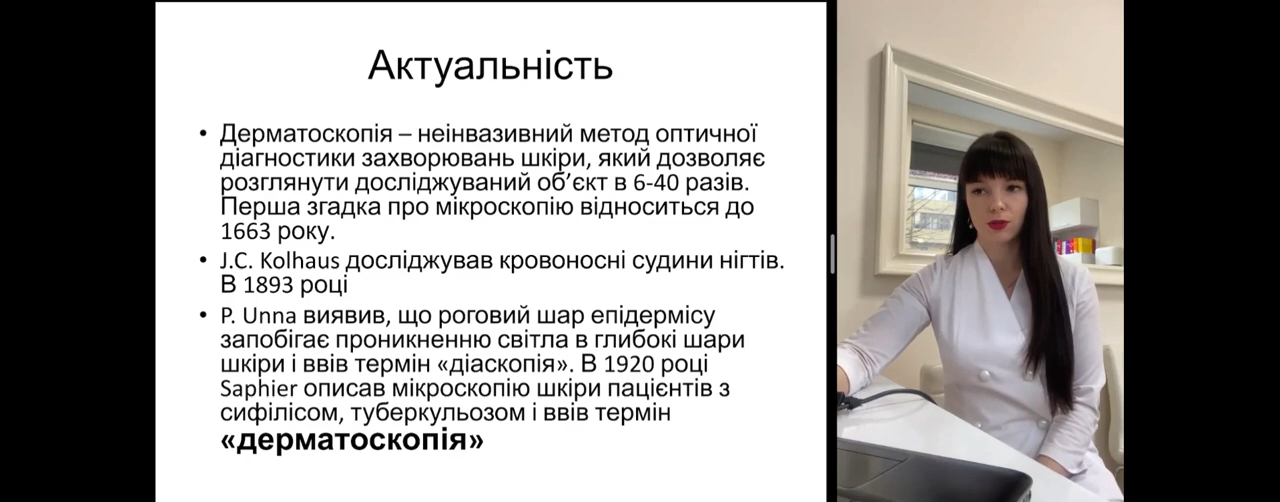 Актуальність
• Дерматоскопія – неінвазивний метод оптичної
діагностики захворювань шкіри, який дозволяє
розглянути досліджуваний об’єкт в 6-40 разів.
Перша згадка про мікроскопію відноситься до
1663 року.
• J.C. Kolhaus досліджував кровоносні судини нігтів.
В 1893 році
• P. Unna виявив, що роговий шар епідермісу
запобігає проникненню світла в глибокі шари
шкіри і ввів термін «діаскопія». В 1920 році
Saphier описав мікроскопію шкіри пацієнтів з
сифілісом, туберкульозом і ввів термін
«дерматоскопія»